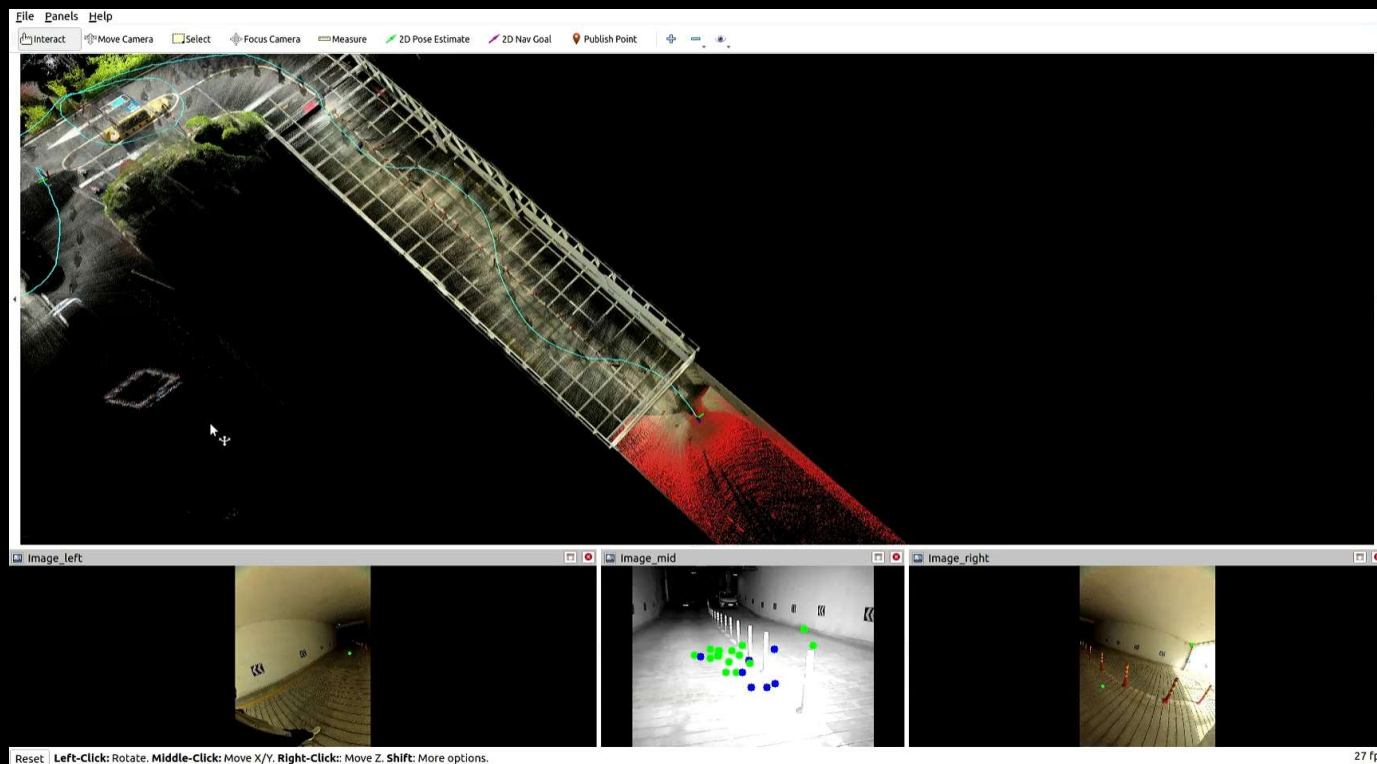 File Panels Help
Interact Move Camera Select Focus Camera Measure 2D Pose Estimate 2D Nav Goal Publish Point
Image_left Image_mid Image_right
Reset Left-Click: Rotate. Middle-Click: Move X/Y. Right-Click:: Move Z. Shift: More options. 27 fp